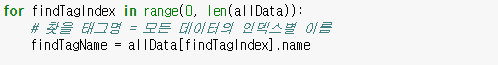 for findTagIndex in range(0, len(allData)):
# 찾을 태그명 = 모든 데이터의 인덱스별 이름
findTagName = allData[findTagIndex].name